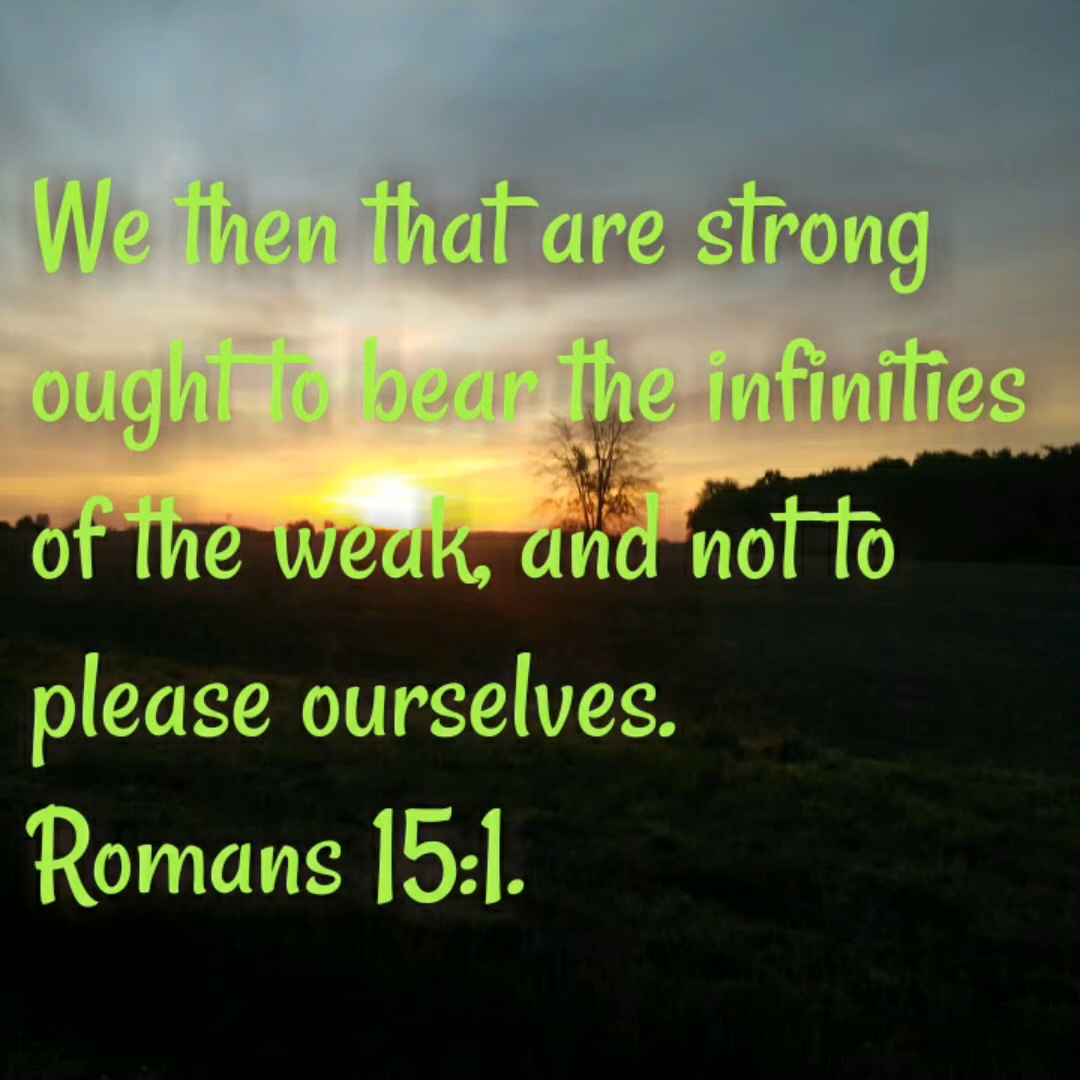 We then that are strong
ought to bear the infinities
of the weak, and not to
please ourselves.
Romans 15:1.